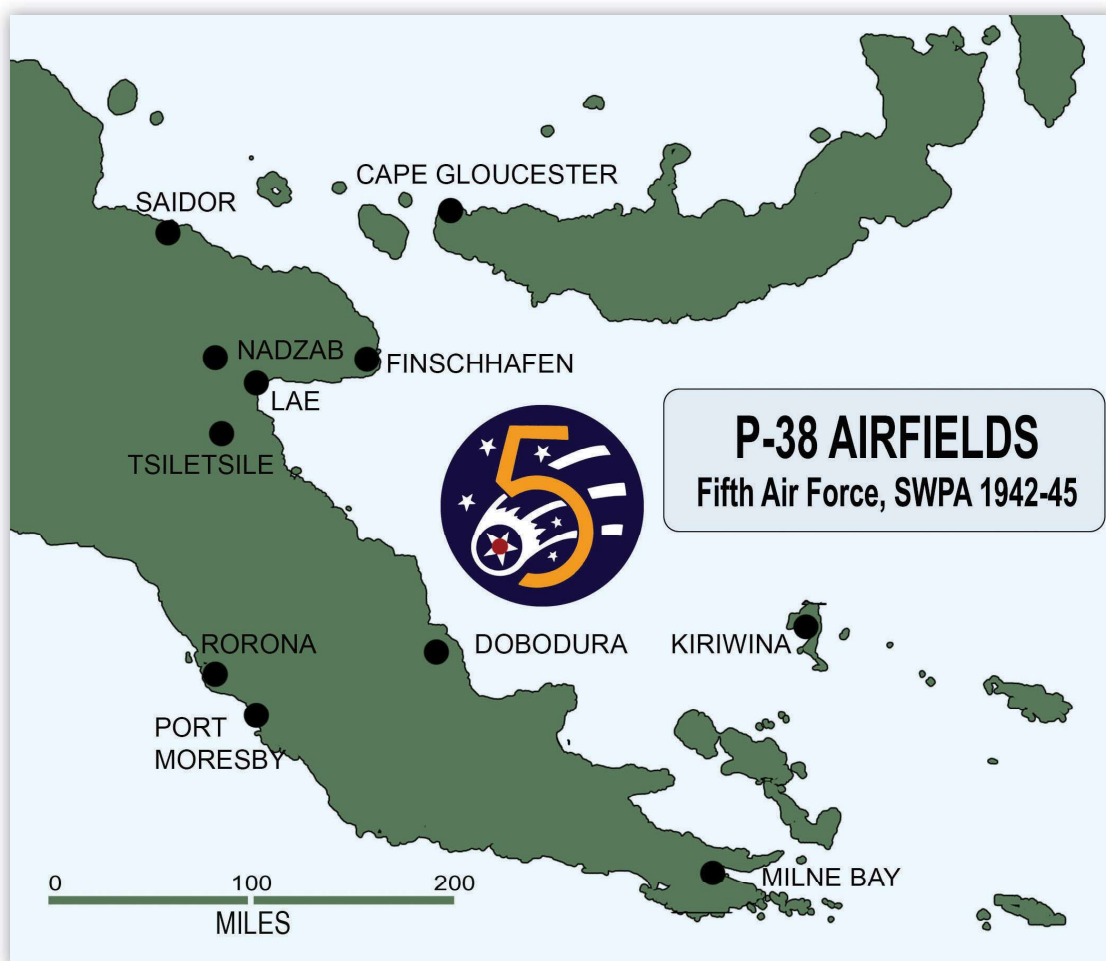 CAPE GLOUCESTER
SAIDOR
NADZAB
FINSCHHAFEN
LAE
TSILETSILE
P-38 AIRFIELDS
Fifth Air Force, SWPA 1942-45
5
RORONA
DOBODURA
KIRIWINA
PORT
MORESBY
MILNE BAY
0 100 200
MILES